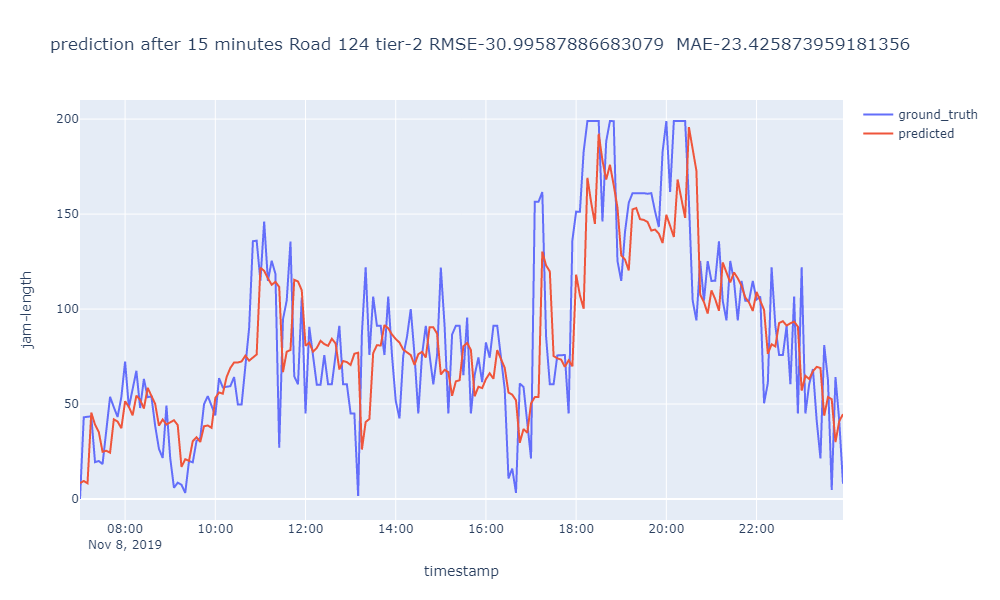 prediction after 15 minutes Road 124 tier-2 RMSE-30.99587886683079  MAE-23.425873959181356
ground_truth
predicted
200
150
100
50
0
jam-length
08:00 10:00 12:00 14:00 16:00 18:00 20:00 22:00
Nov 8, 2019
timestamp